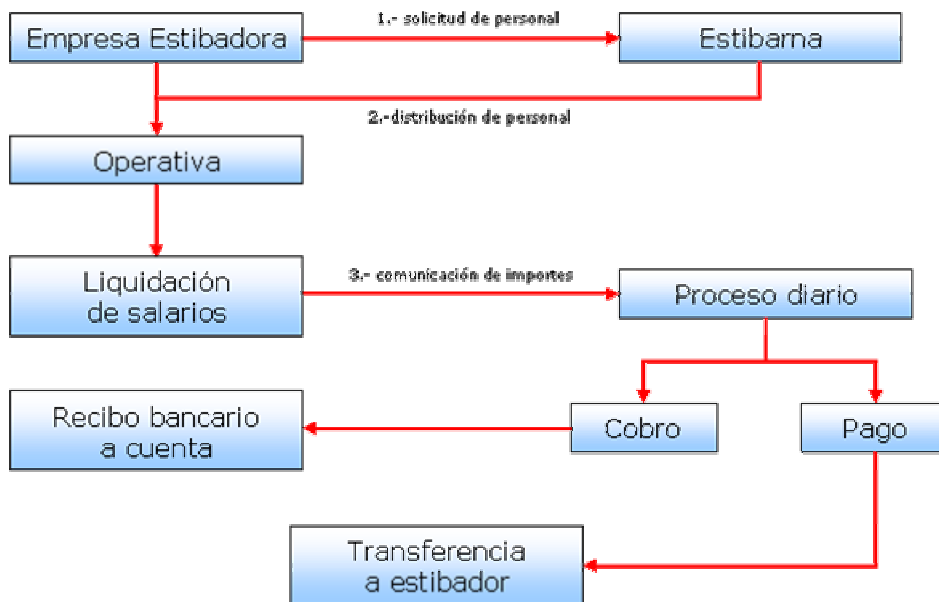 1.- solicitud de personal
Empresa Estibadora
Estibarna
2.-distribución de personal
Operativa
Liquidación
de salarios
3.- comunicación de importes
Proceso diario
Recibo bancario
a cuenta
Cobro
Pago
Transferencia
a estibador